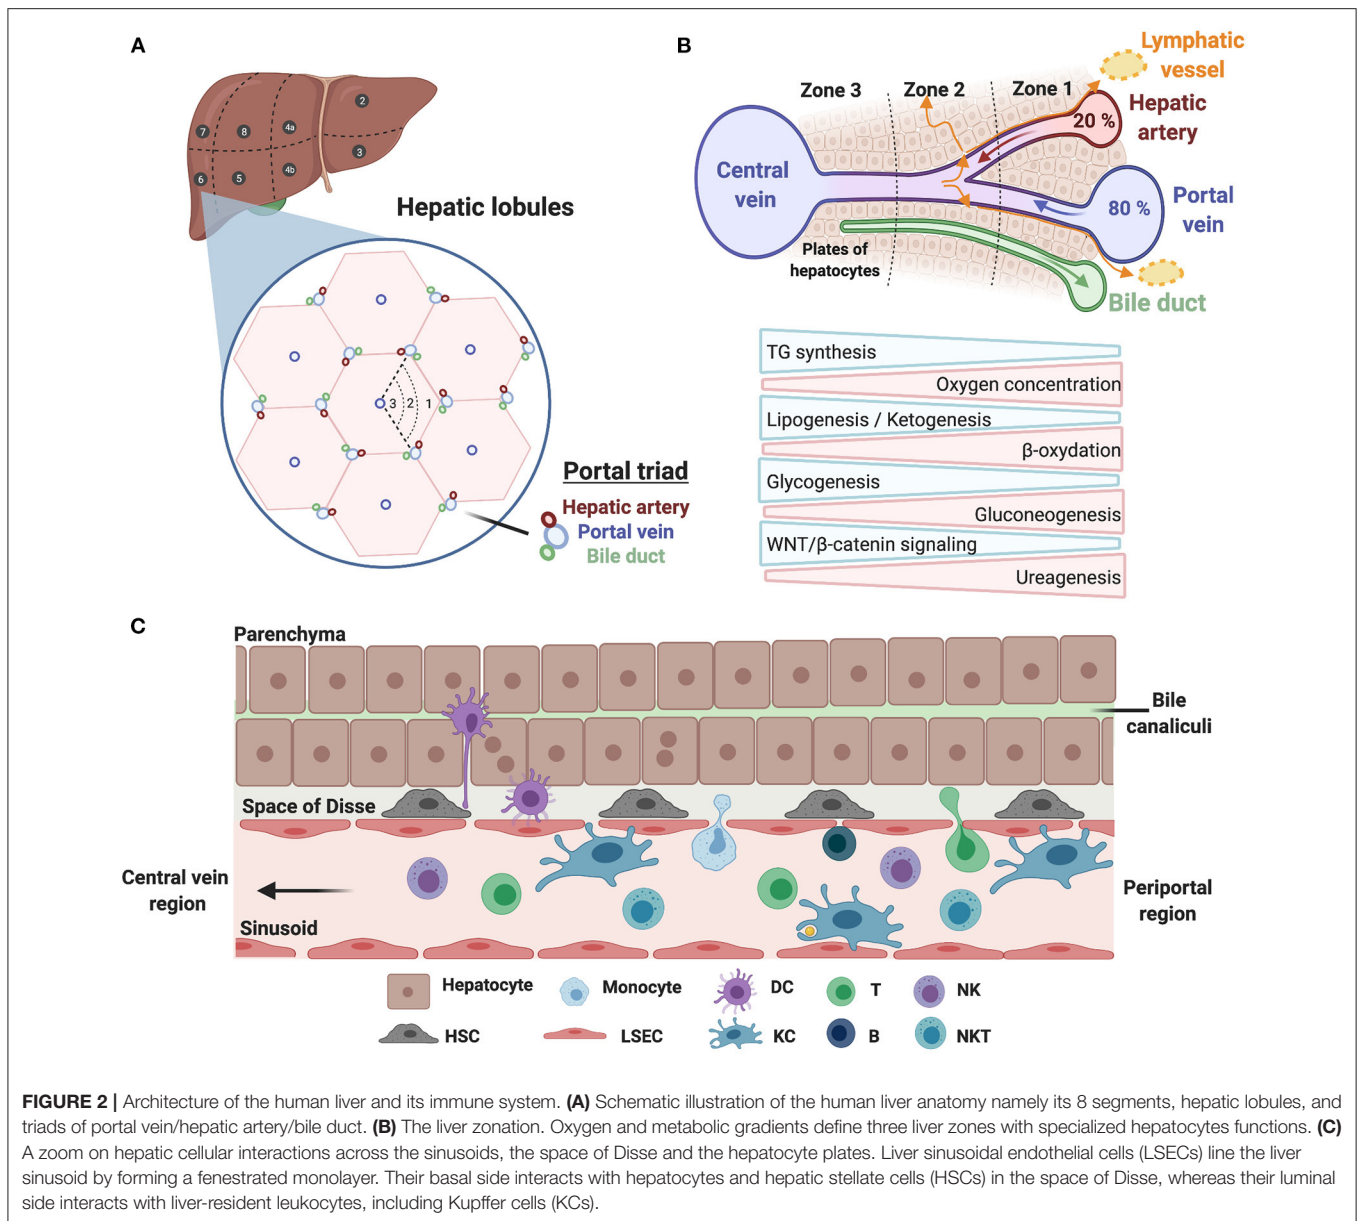 A
7
8
4a
2
3
6
5
4b
Hepatic lobules
3
2
1
Portal triad
Hepatic artery
Portal vein
Bile duct
B
Lymphatic
vessel
Zone 3
Zone 2
Zone 1
Hepatic
artery
20 %
Central
vein
80 %
Portal
vein
Plates of
hepatocytes
Bile duct
TG synthesis
Oxygen concentration
Lipogenesis / Ketogenesis
β-oxydation
Glycogenesis
Gluconeogenesis
WNT/β-catenin signaling
Ureagenesis
C
Parenchyma
Bile
canaliculi
Space of Disse
Central vein
region
Periportal
region
Sinusoid
Hepatocyte
Monocyte
DC
T
NK
HSC
LSEC
KC
B
NKT
FIGURE 2 | Architecture of the human liver and its immune system. (A) Schematic illustration of the human liver anatomy namely its 8 segments, hepatic lobules, and
triads of portal vein/hepatic artery/bile duct. (B) The liver zonation. Oxygen and metabolic gradients define three liver zones with specialized hepatocytes functions. (C)
A zoom on hepatic cellular interactions across the sinusoids, the space of Disse and the hepatocyte plates. Liver sinusoidal endothelial cells (LSECs) line the liver
sinusoid by forming a fenestrated monolayer. Their basal side interacts with hepatocytes and hepatic stellate cells (HSCs) in the space of Disse, whereas their luminal
side interacts with liver-resident leukocytes, including Kupffer cells (KCs).